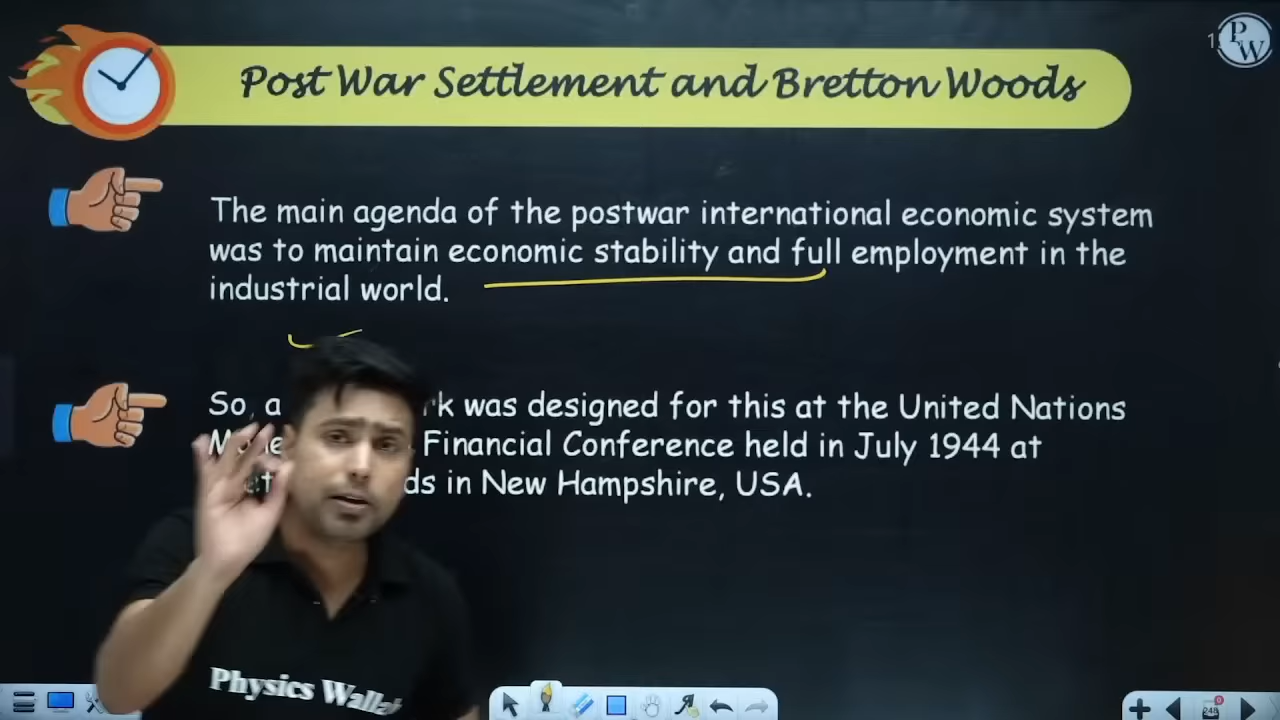 Post War Settlement and Bretton Woods
PW
The main agenda of the postwar international economic system
was to maintain economic stability and full employment in the
industrial world.
So, a was designed for this at the United Nations
Financial Conference held in July 1944 at
in New Hampshire, USA.
Physics Wallah
248